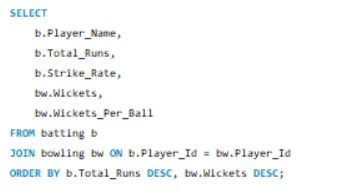 SELECT
b.Player_Name,
b.Total_Runs,
b.Strike_Rate,
bw.Wickets,
bw.Wickets_Per_Ball
FROM batting b
JOIN bowling bw ON b.Player_Id = bw.Player_Id
ORDER BY b.Total_Runs DESC, bw.Wickets DESC;